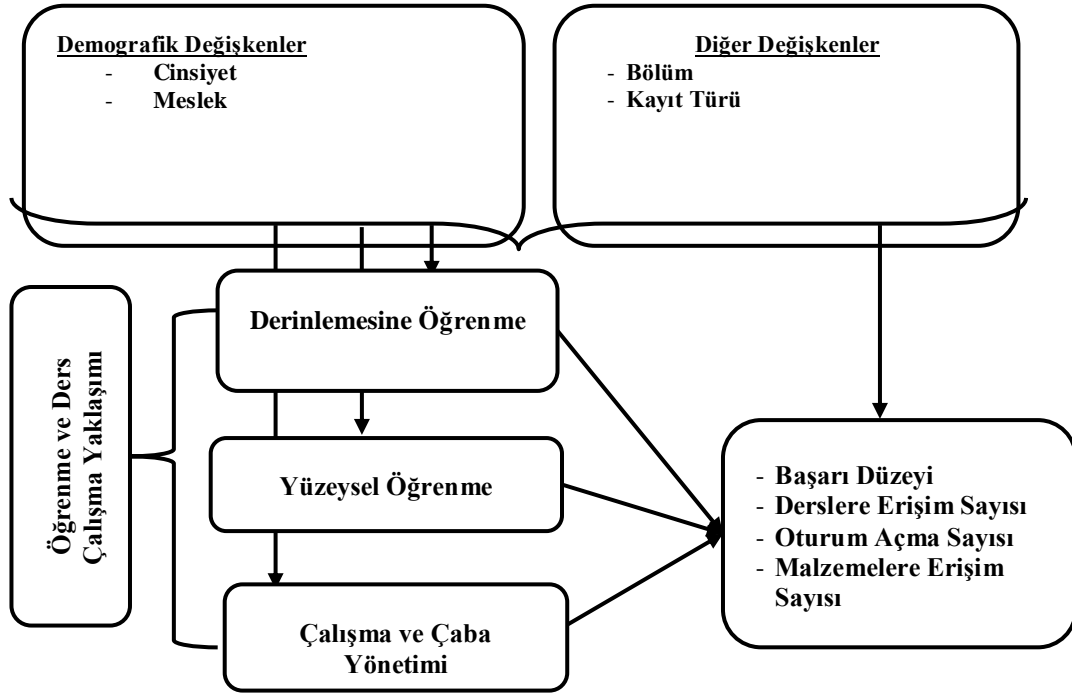 Demografik Değişkenler
- Cinsiyet
- Meslek
Diğer Değişkenler
- Bölüm
- Kayıt Türü
Öğrenme ve Ders
Çalışma Yaklaşımı
Derinlemesine Öğrenme
Yüzeysel Öğrenme
Çalışma ve Çaba
Yönetimi
- Başarı Düzeyi
- Derslere Erişim Sayısı
- Oturum Açma Sayısı
- Malzemelere Erişim
Sayısı